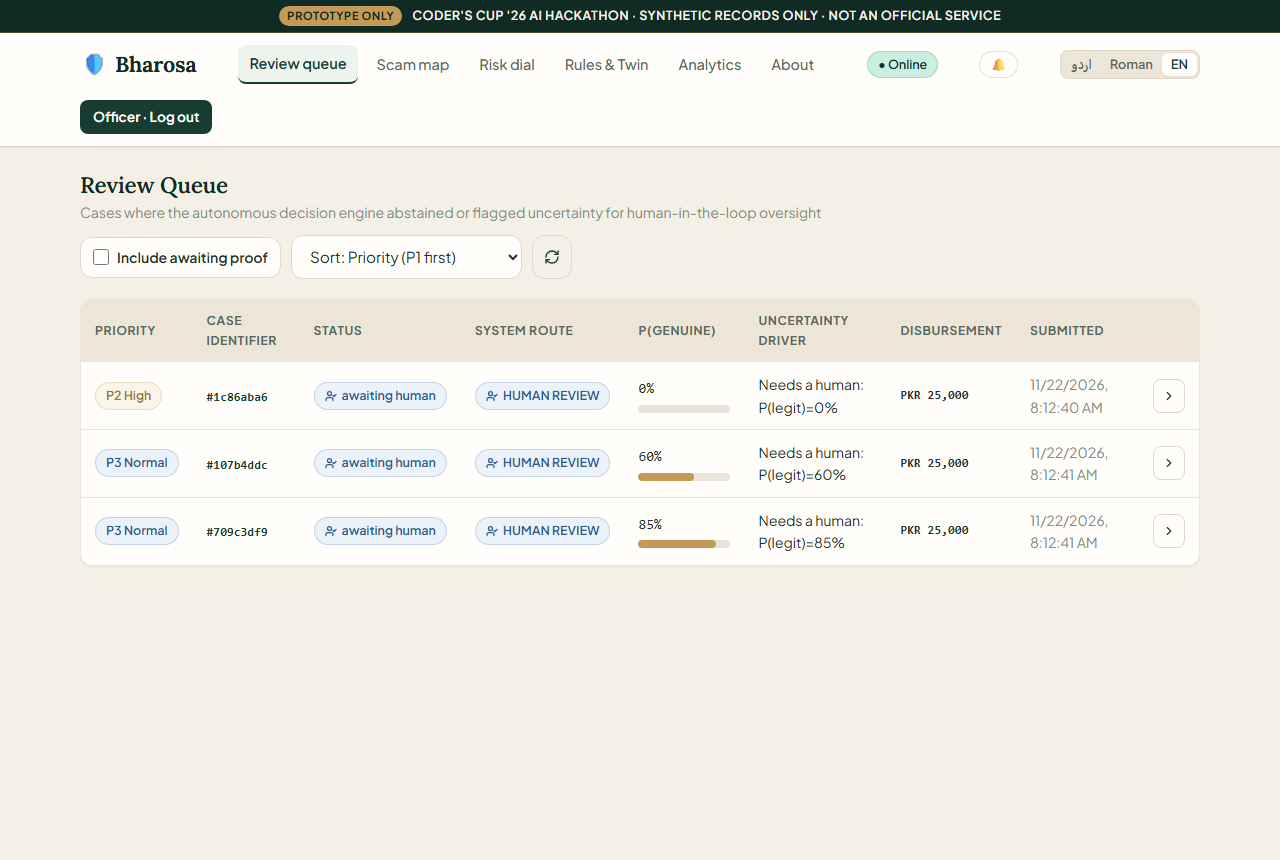 PROTOTYPE ONLY CODER'S CUP '26 AI HACKATHON · SYNTHETIC RECORDS ONLY · NOT AN OFFICIAL SERVICE
Bharosa Review queue Scam map Risk dial Rules & Twin Analytics About ● Online اردو Roman EN
Officer · Log out
Review Queue
Cases where the autonomous decision engine abstained or flagged uncertainty for human-in-the-loop oversight
Include awaiting proof Sort: Priority (P1 first)
PRIORITY CASE IDENTIFIER STATUS SYSTEM ROUTE P(GENUINE) UNCERTAINTY DRIVER DISBURSEMENT SUBMITTED
P2 High #1c86aba6 awaiting human HUMAN REVIEW 0% Needs a human: P(legit)=0% PKR 25,000 11/22/2026, 8:12:40 AM
P3 Normal #107b4ddc awaiting human HUMAN REVIEW 60% Needs a human: P(legit)=60% PKR 25,000 11/22/2026, 8:12:41 AM
P3 Normal #709c3df9 awaiting human HUMAN REVIEW 85% Needs a human: P(legit)=85% PKR 25,000 11/22/2026, 8:12:41 AM